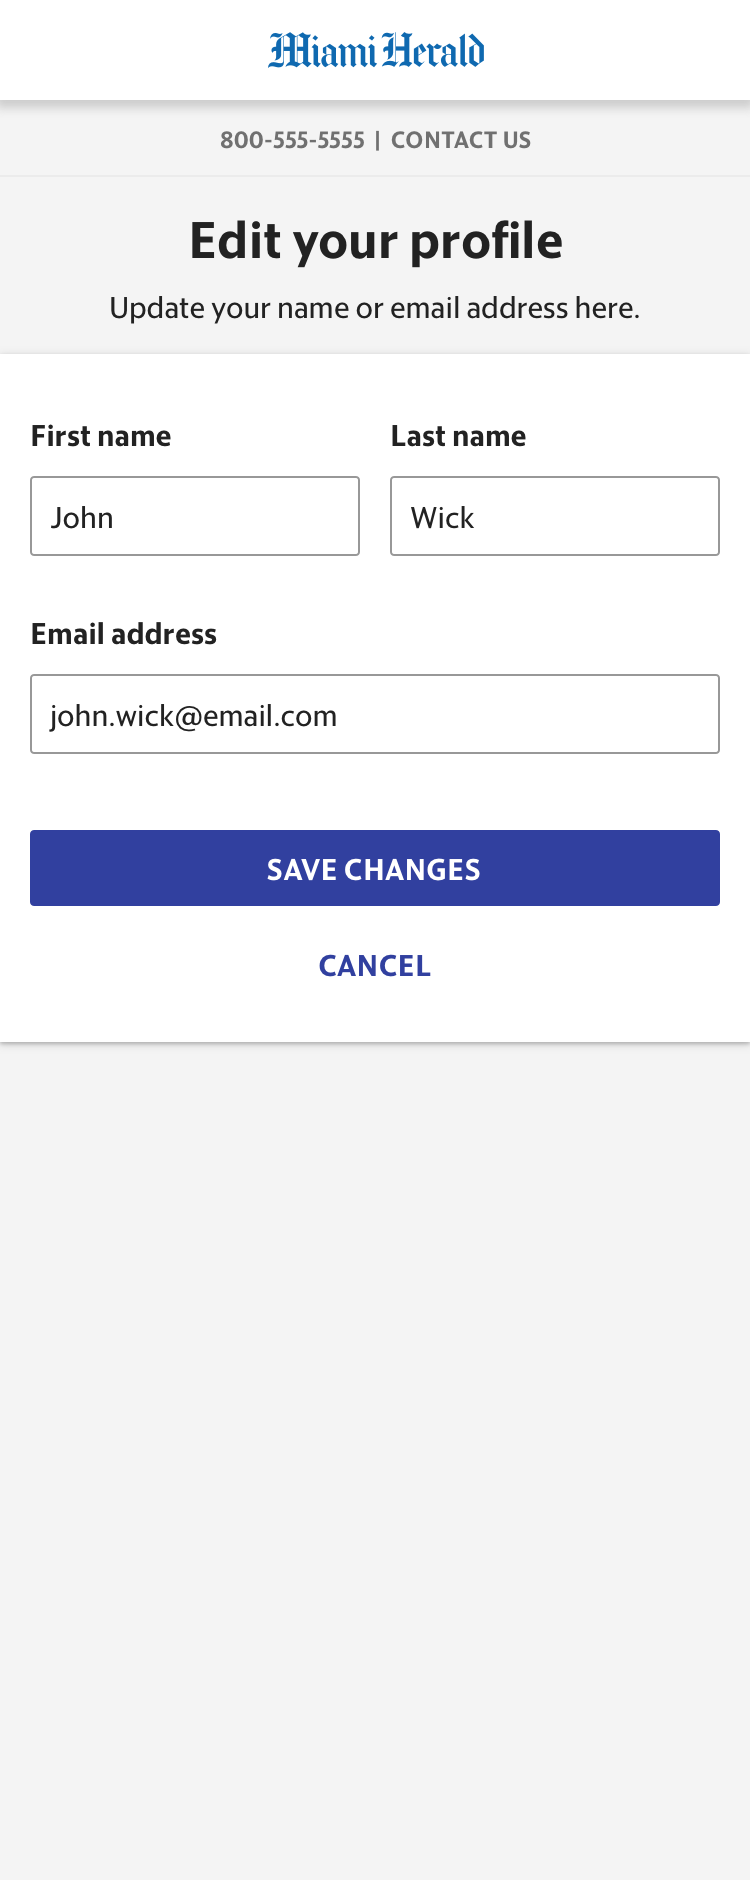 Miami Herald
800-555-5555 | CONTACT US
Edit your profile
Update your name or email address here.
First name
Last name
John
Wick
Email address
john.wick@email.com
SAVE CHANGES
CANCEL